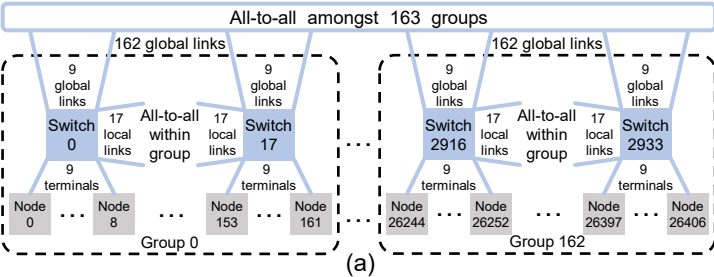 All-to-all amongst 163 groups
162 global links
162 global links
9
global
links
9
global
links
9
global
links
9
global
links
Switch
0
17
local
links
All-to-all
within
group
17
local
links
Switch
17
...
Switch
2916
17
local
links
All-to-all
within
group
17
local
links
Switch
2933
9
terminals
9
terminals
9
terminals
9
terminals
Node
0
...
Node
8
...
Node
153
...
Node
161
...
Node
26244
...
Node
26252
...
Node
26397
...
Node
26406
Group 0
Group 162
(a)